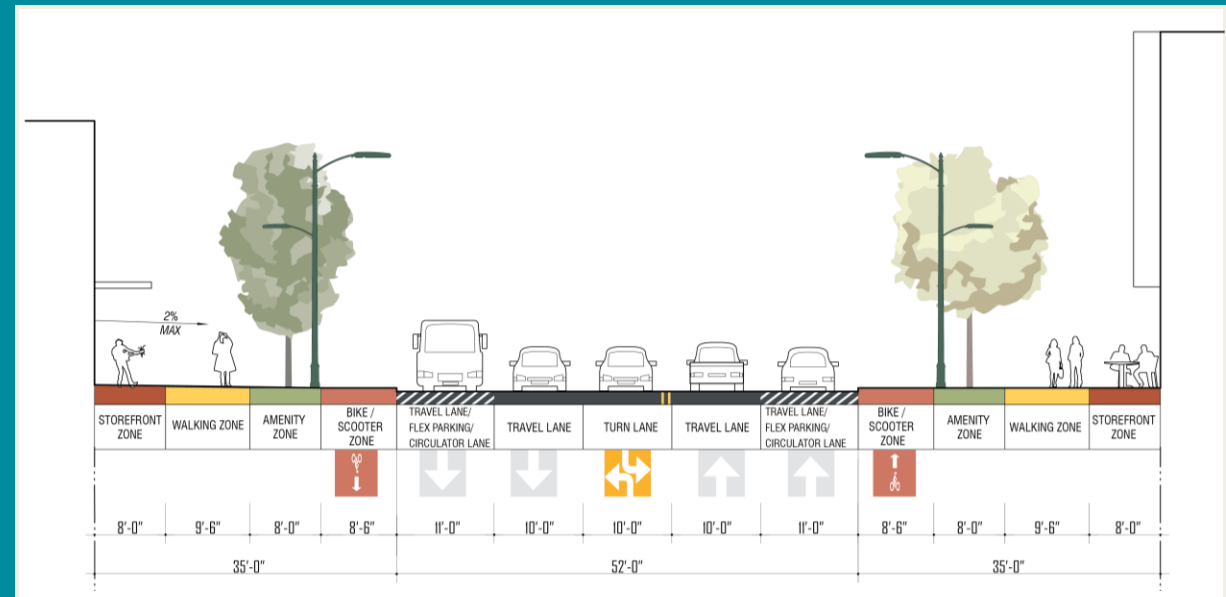 2%
MAX
STOREFRONT
ZONE
WALKING ZONE
AMENITY
ZONE
BIKE /
SCOOTER
ZONE
TRAVEL LANE/
FLEX PARKING/
CIRCULATOR LANE
TRAVEL LANE
TURN LANE
TRAVEL LANE
TRAVEL LANE/
FLEX PARKING/
CIRCULATOR LANE
BIKE /
SCOOTER
ZONE
AMENITY
ZONE
WALKING ZONE
STOREFRONT
ZONE
8'-0" 9'-6" 8'-0" 8'-6" 11'-0" 10'-0" 10'-0" 10'-0" 11'-0" 8'-6" 8'-0" 9'-6" 8'-0"
35'-0" 52'-0" 35'-0"